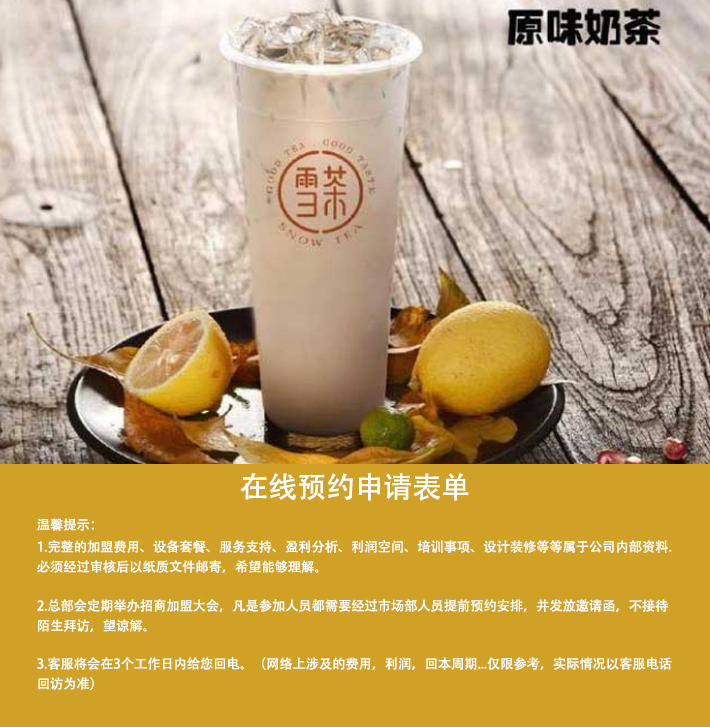 原味奶茶
GOOD TEA . GOOD TASTE
雪茶
SNOW TEA
在线预约申请表单
温馨提示：
1.完整的加盟费用、设备套餐、服务支持、盈利分析、利润空间、培训事项、设计装修等等属于公司内部资料.
必须经过审核后以纸质文件邮寄，希望能够理解。
2.总部会定期举办招商加盟大会，凡是参加人员都需要经过市场部人员提前预约安排，并发放邀请函，不接待
陌生拜访，望谅解。
3.客服将会在3个工作日内给您回电。（网络上涉及的费用，利润，回本周期...仅限参考，实际情况以客服电话
回访为准）